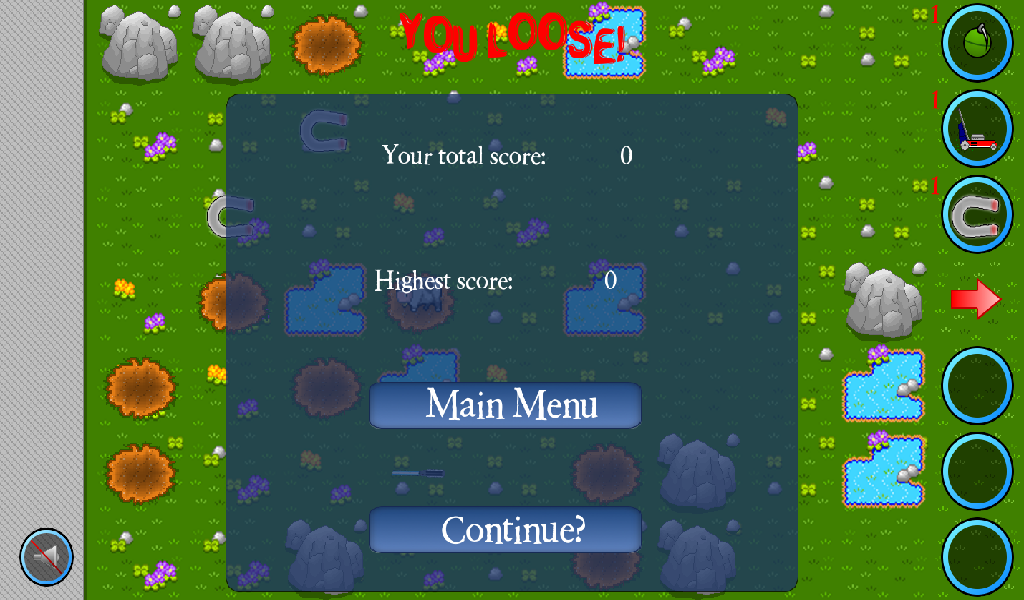 YOU LOOSE!
1
1
Your total score: 0
1
Highest score: 0
Main Menu
Continue?